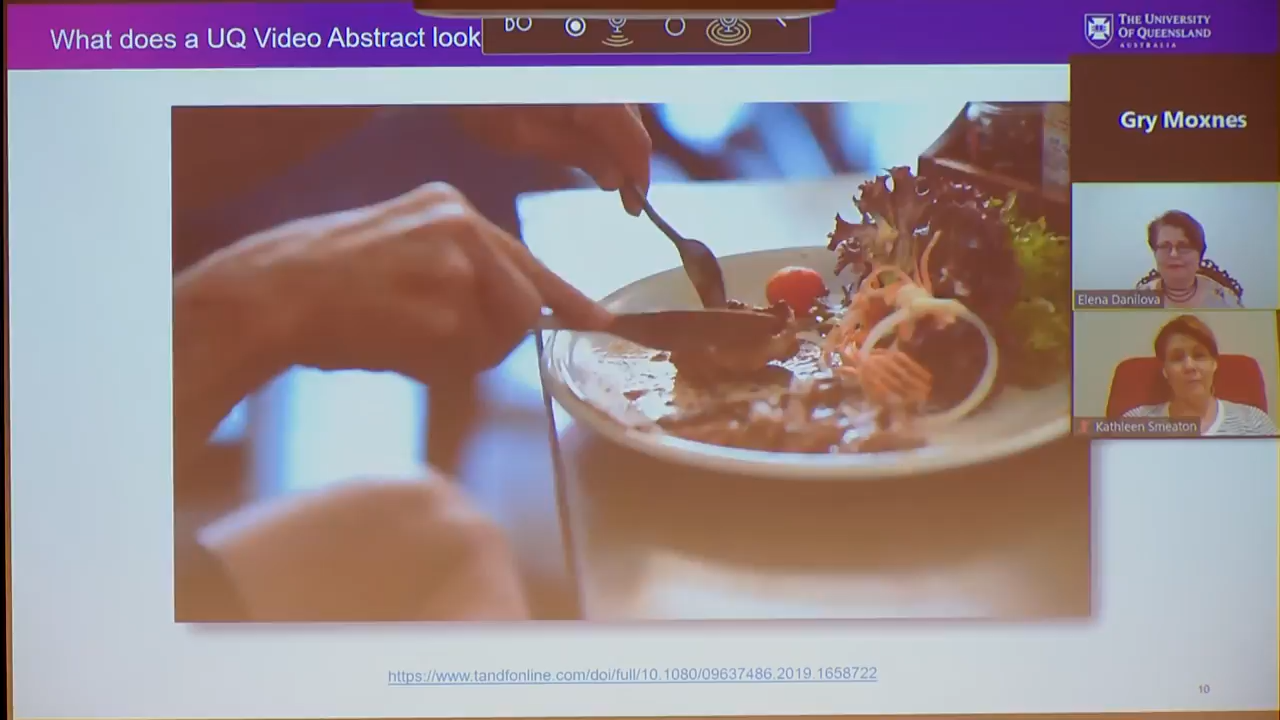 What does a UQ Video Abstract look
THE UNIVERSITY
OF QUEENSLAND
AUSTRALIA
Gry Moxnes
Elena Danilova
Kathleen Smeaton
https://www.tandfonline.com/doi/full/10.1080/09637486.2019.1658722
10